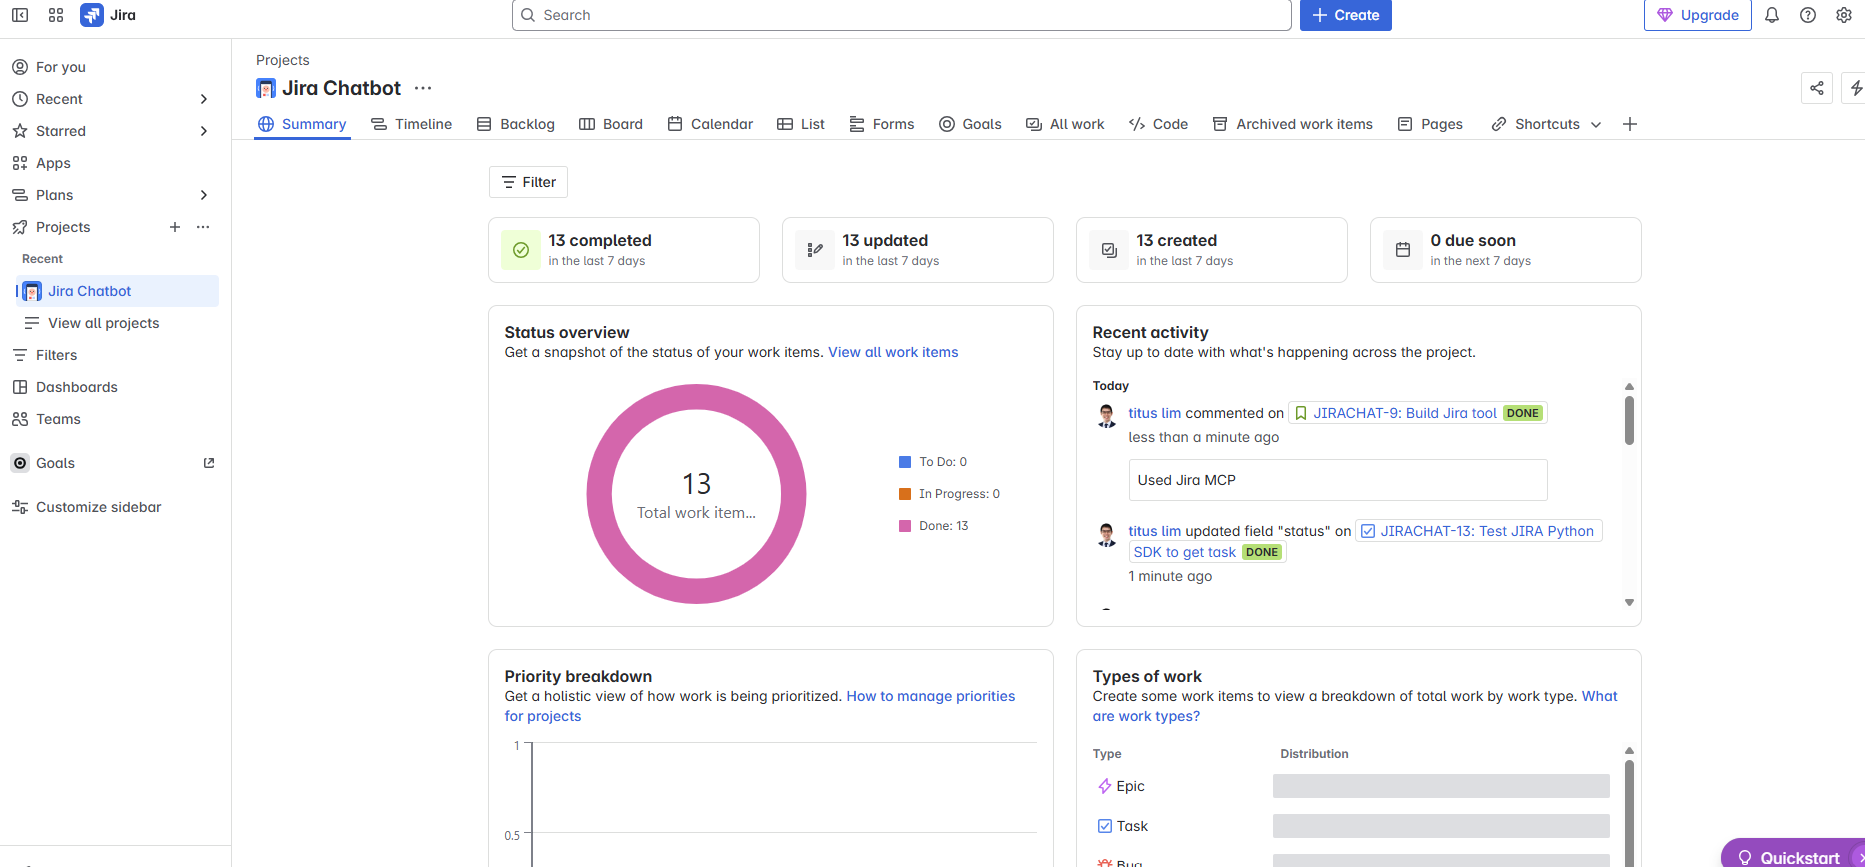 Jira
Search
Create
Upgrade
For you
Recent
Starred
Apps
Plans
Projects
Recent
Jira Chatbot
View all projects
Filters
Dashboards
Teams
Goals
Customize sidebar
Projects
Jira Chatbot
Summary
Timeline
Backlog
Board
Calendar
List
Forms
Goals
All work
Code
Archived work items
Pages
Shortcuts
Filter
13 completed
in the last 7 days
13 updated
in the last 7 days
13 created
in the last 7 days
0 due soon
in the next 7 days
Status overview
Get a snapshot of the status of your work items. View all work items
13
Total work item...
To Do: 0
In Progress: 0
Done: 13
Recent activity
Stay up to date with what's happening across the project.
Today
titus lim commented on JIRACHAT-9: Build Jira tool DONE
less than a minute ago
Used Jira MCP
titus lim updated field "status" on JIRACHAT-13: Test JIRA Python
SDK to get task DONE
1 minute ago
Priority breakdown
Get a holistic view of how work is being prioritized. How to manage priorities
for projects
1
0.5
Types of work
Create some work items to view a breakdown of total work by work type. What
are work types?
Type Distribution
Epic
Task
Bug
Quickstart